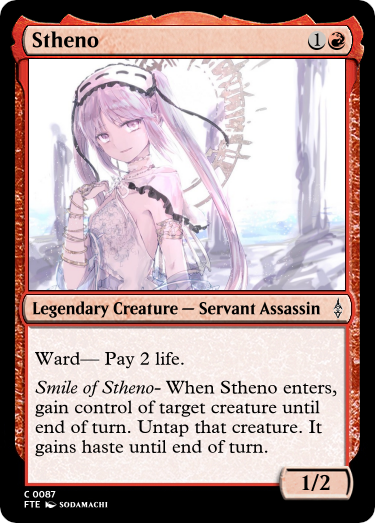 Stheno 1
Legendary Creature — Servant Assassin
Ward— Pay 2 life.
Smile of Stheno- When Stheno enters,
gain control of target creature until
end of turn. Untap that creature. It
gains haste until end of turn.
1/2
C 0087
FTE SODAMACHI